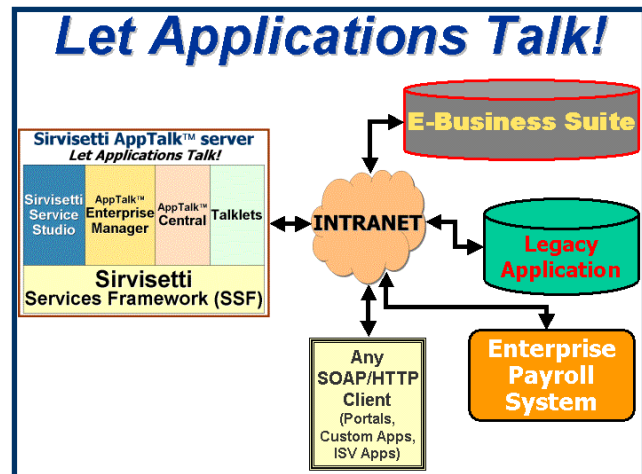 Let Applications Talk!
Sirvisetti AppTalk™ server
Let Applications Talk!
Sirvisetti
Service
Studio
AppTalk™
Enterprise
Manager
AppTalk™
Central
Talklets
Sirvisetti
Services Framework (SSF)
INTRANET
E-Business Suite
Legacy
Application
Enterprise
Payroll
System
Any
SOAP/HTTP
Client
(Portals,
Custom Apps,
ISV Apps)